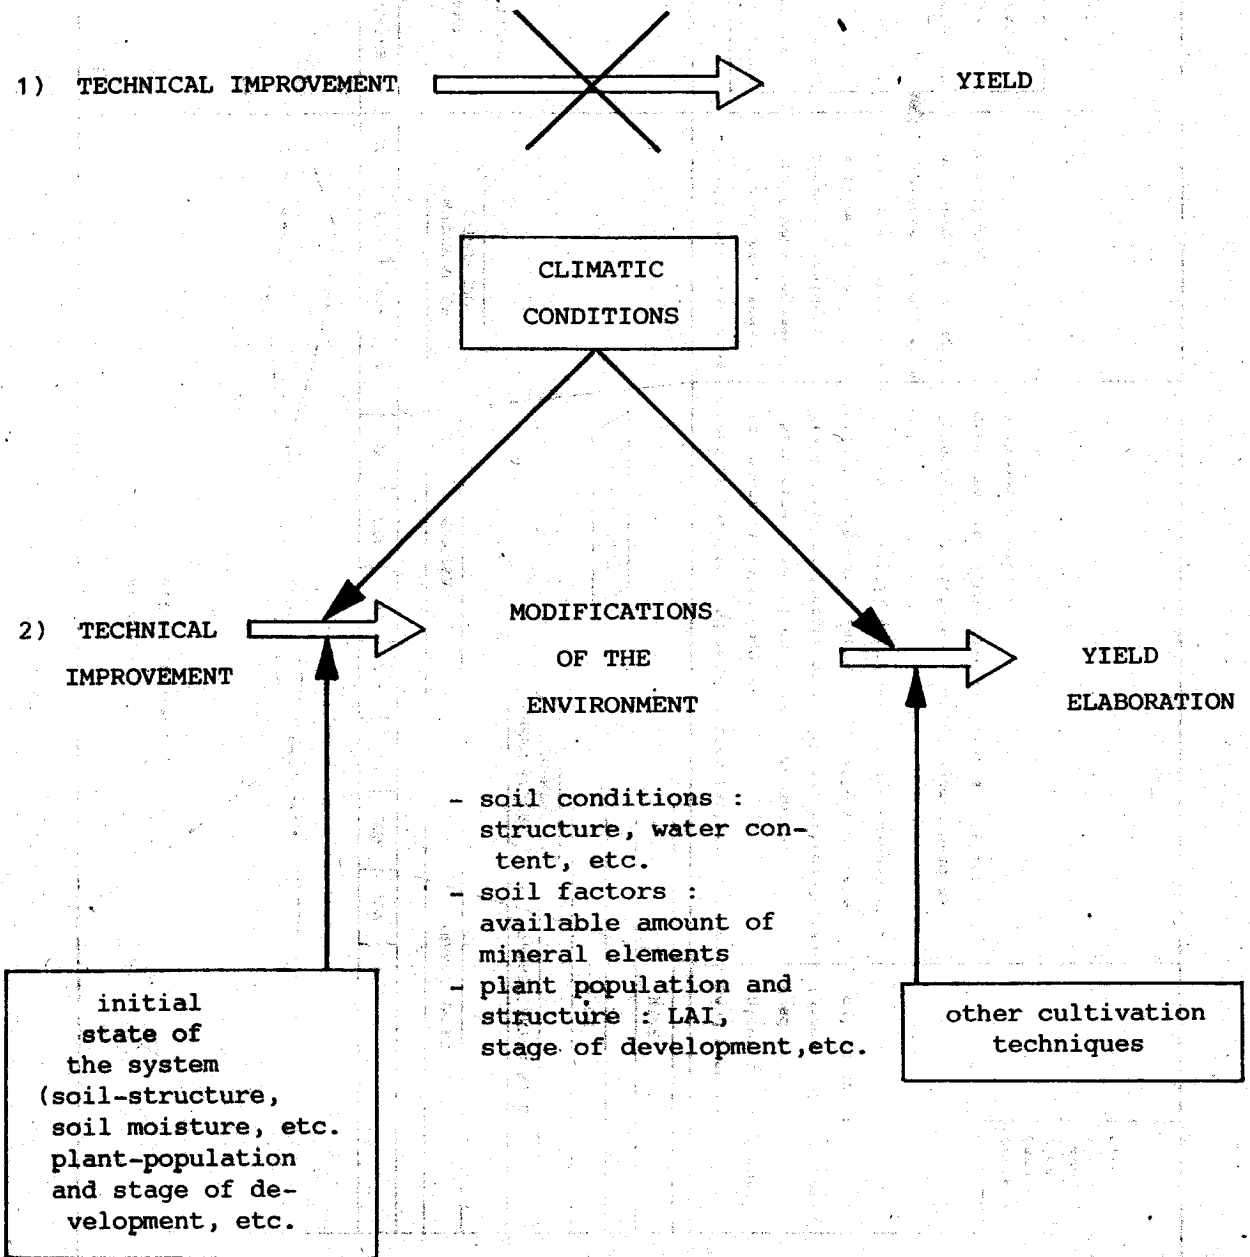 1) TECHNICAL IMPROVEMENT YIELD
CLIMATIC
CONDITIONS
2) TECHNICAL
IMPROVEMENT
MODIFICATIONS
OF THE
ENVIRONMENT
YIELD
ELABORATION
- soil conditions :
structure, water con-
tent, etc.
- soil factors :
available amount of
mineral elements
- plant population and
structure : LAI,
stage of development,etc.
initial
state of
the system
(soil-structure,
soil moisture, etc.
plant-population
and stage of de-
velopment, etc.
other cultivation
techniques